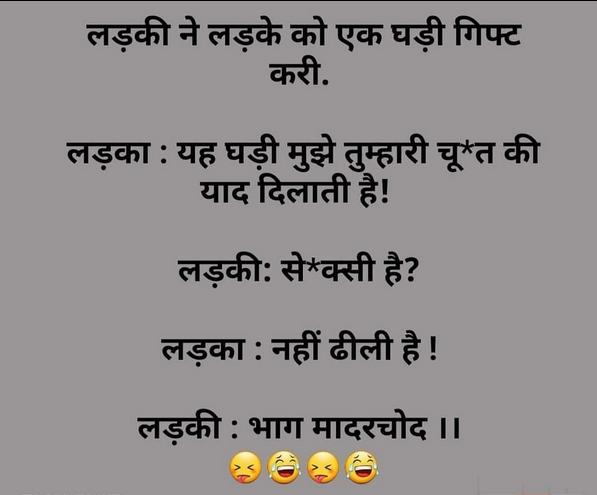 लड़की ने लड़के को एक घड़ी गिफ्ट
करी.
लड़का : यह घड़ी मुझे तुम्हारी चू*त की
याद दिलाती है!
लड़की: से*क्सी है?
लड़का : नहीं ढीली है !
लड़की : भाग मादरचोद ।।
😝😂😝😂